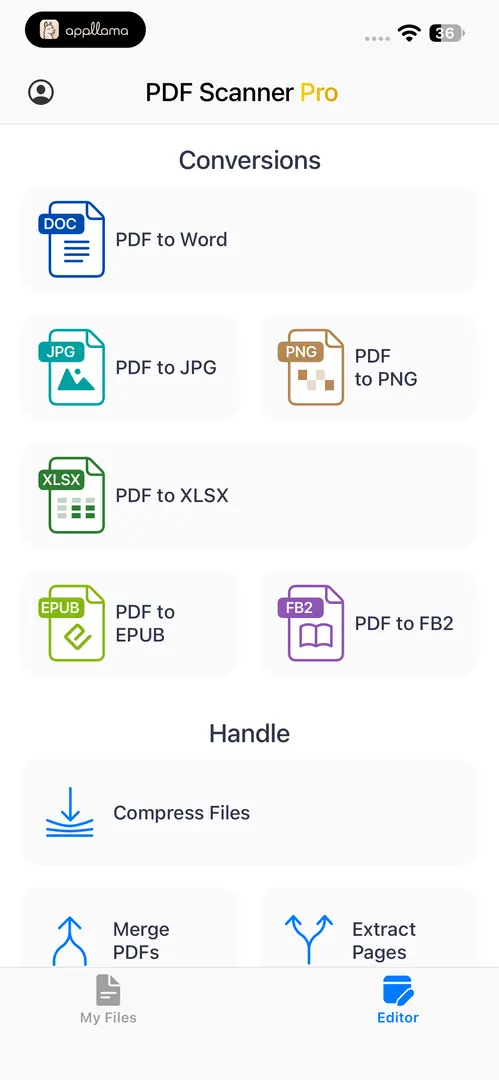 appllama
36
PDF Scanner Pro
Conversions
DOC
PDF to Word
JPG
PDF to JPG
PNG
PDF
to PNG
XLSX
PDF to XLSX
EPUB
PDF to
EPUB
FB2
PDF to FB2
Handle
Compress Files
Merge
PDFs
Extract
Pages
My Files
Editor